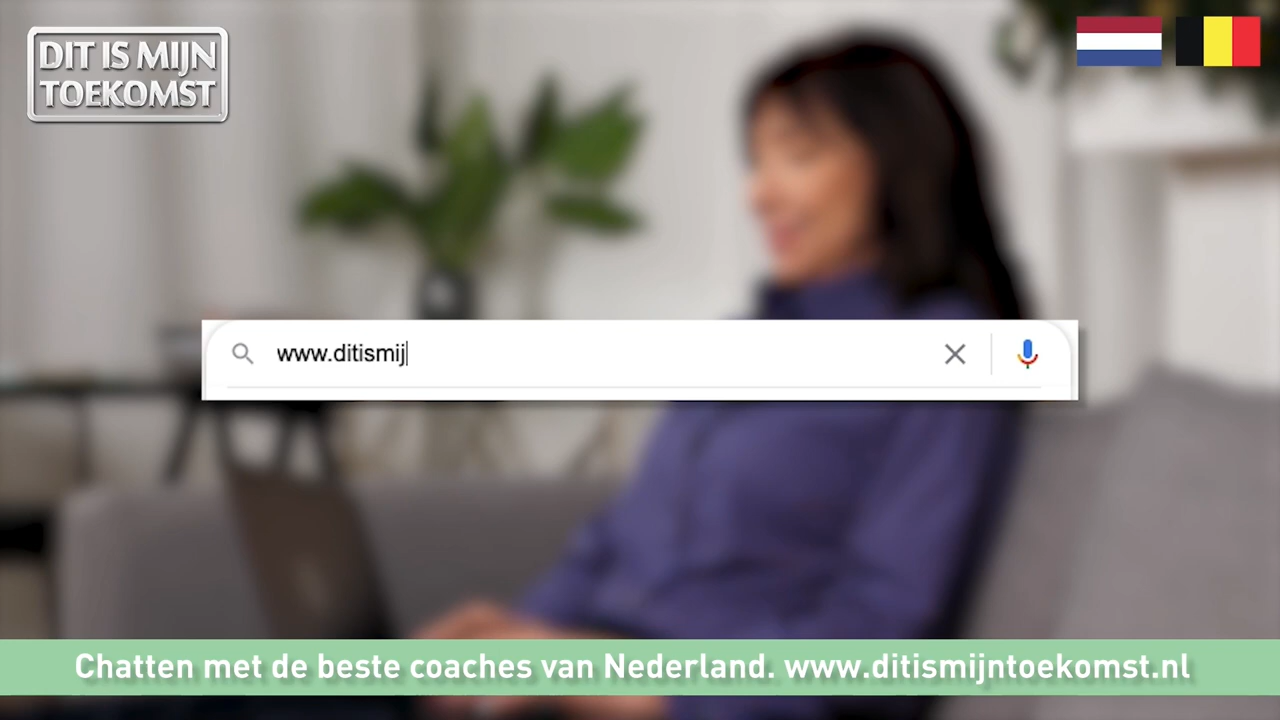 DIT IS MIJN
TOEKOMST
www.ditismij
Chatten met de beste coaches van Nederland. www.ditismijntoekomst.nl